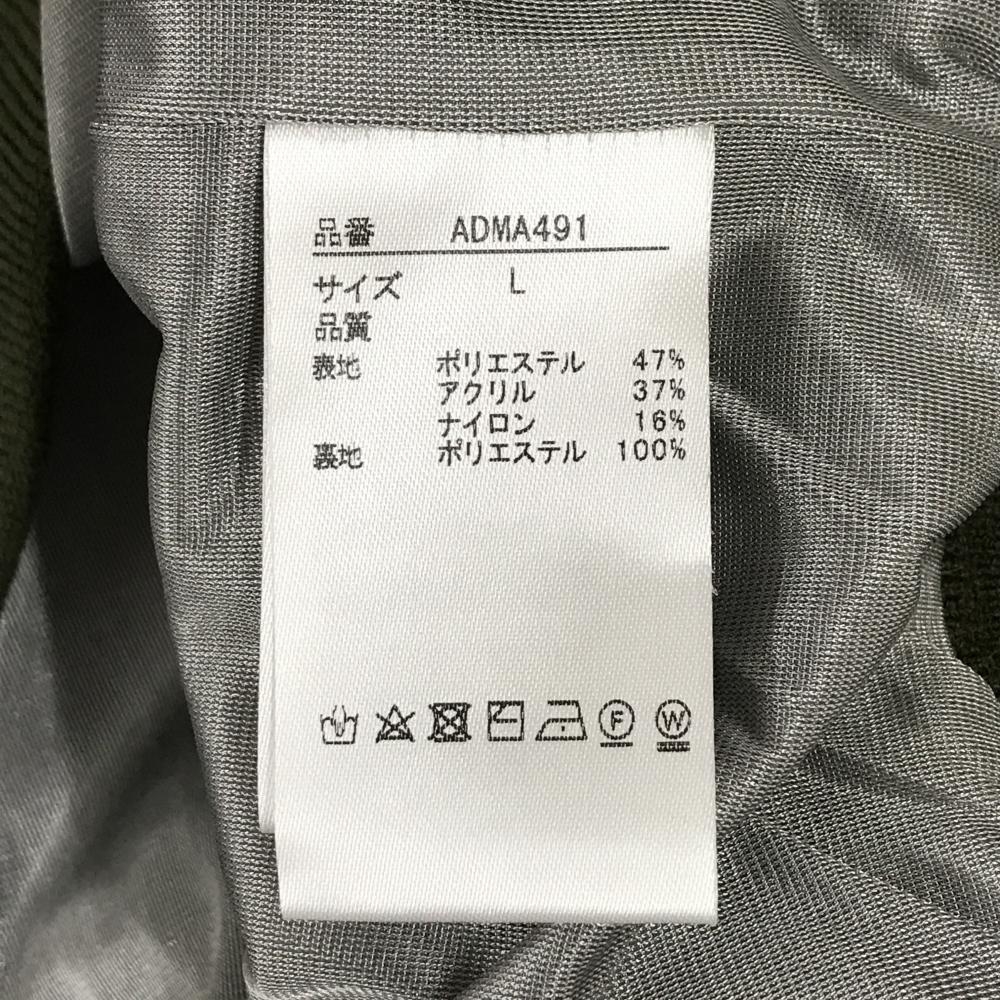 品番 ADMA491
サイズ L
品質
表地 ポリエステル 47%
アクリル 37%
ナイロン 16%
裏地 ポリエステル 100%
F W